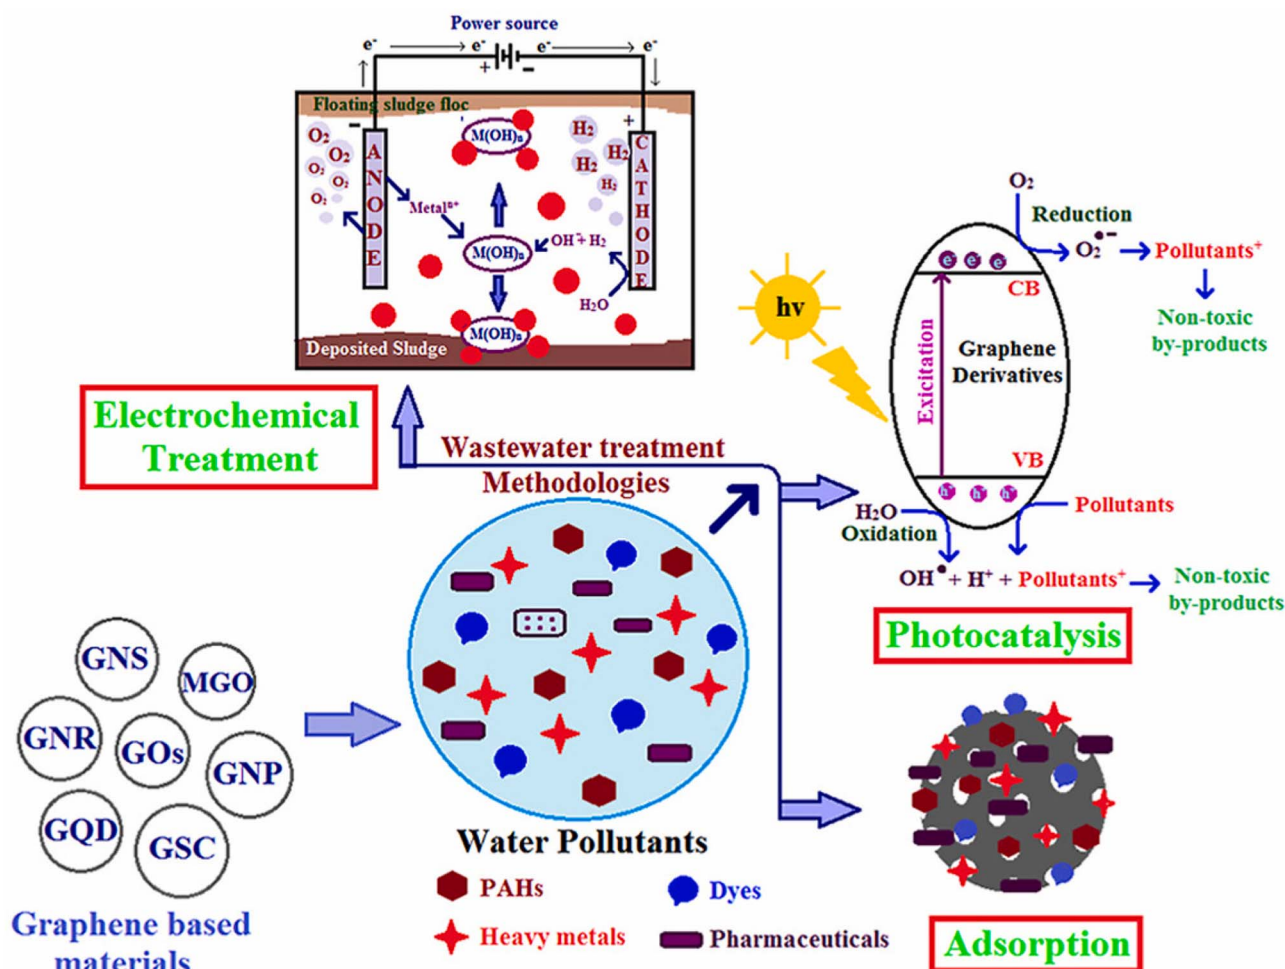 Power source
e⁻ e⁻ e⁻ e⁻
+ −
Floating sludge floc
− +
O₂ O₂ O₂ O₂ O₂
ANODE
M(OH)ₙ
H₂ H₂ H₂ H₂
CATHODE
Metalⁿ⁺
M(OH)ₙ
OH⁻+ H₂
H₂O
M(OH)ₙ
Deposited Sludge
Electrochemical
Treatment
Wastewater treatment
Methodologies
hv
O₂
Reduction
O₂•−
Pollutants⁺
Non-toxic
by-products
e⁻ e⁻ e⁻
CB
Exicitation
Graphene
Derivatives
VB
h⁺ h⁺ h⁺
H₂O
Oxidation
Pollutants
OH• + H⁺ + Pollutants⁺
Non-toxic
by-products
Photocatalysis
GNS
MGO
GNR
GOs
GNP
GQD
GSC
Graphene based
materials
Water Pollutants
PAHs
Dyes
Heavy metals
Pharmaceuticals
Adsorption